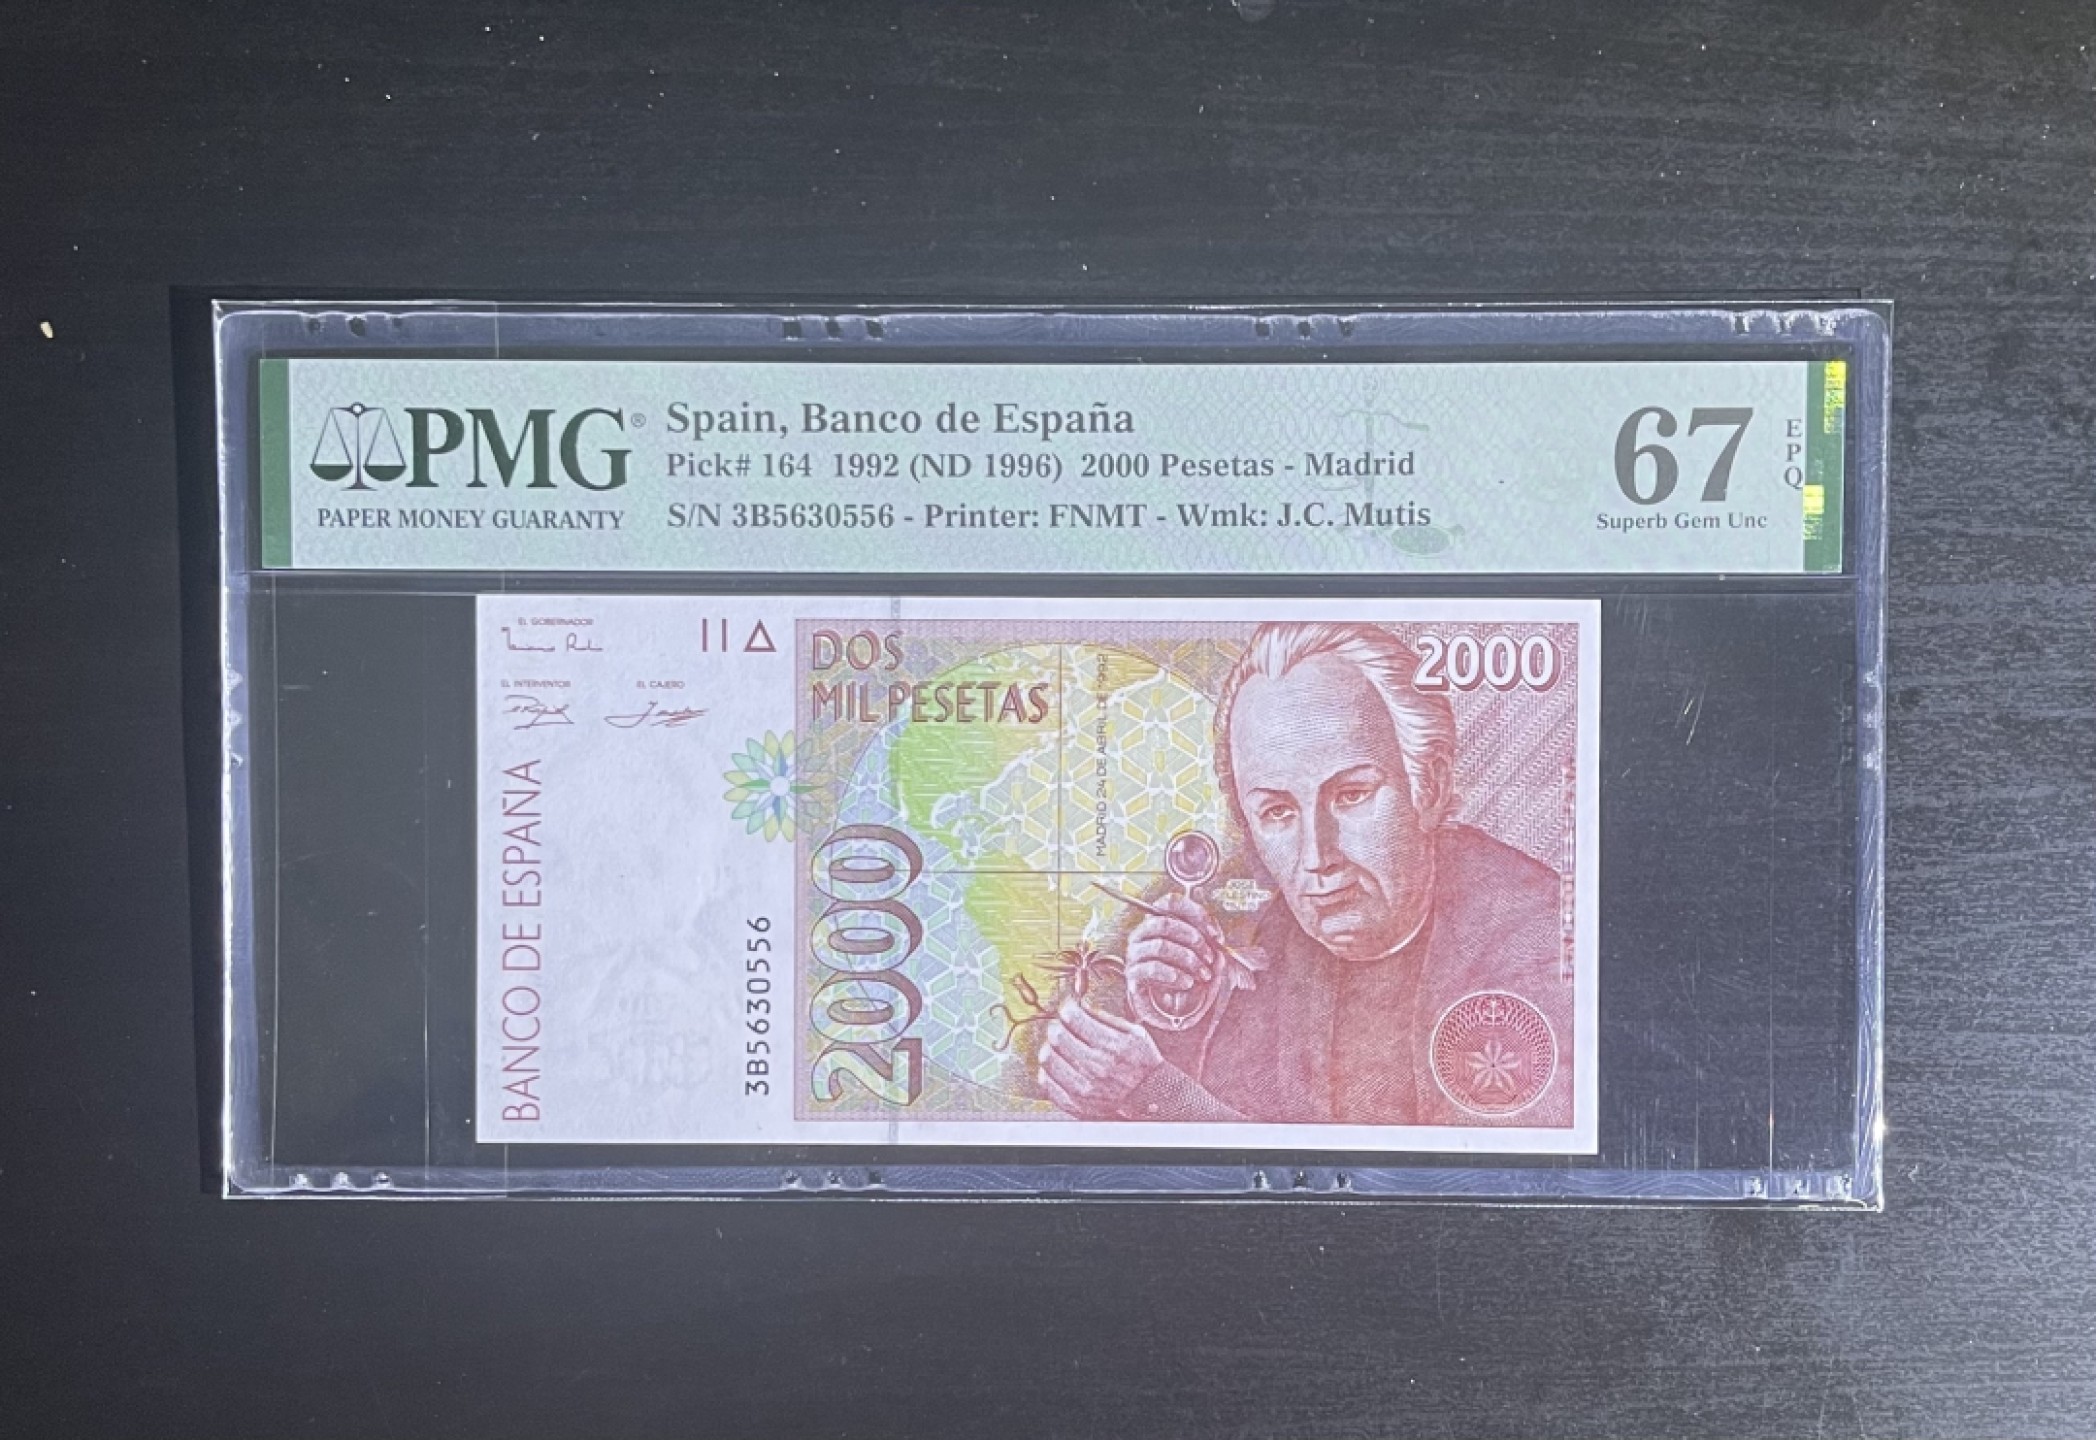 PMG®
PAPER MONEY GUARANTY
Spain, Banco de España
Pick# 164 1992 (ND 1996) 2000 Pesetas - Madrid
S/N 3B5630556 - Printer: FNMT - Wmk: J.C. Mutis
67
EPQ
Superb Gem Unc
EL GOBERNADOR
EL INTERVENTOR
EL CAJERO
BANCO DE ESPAÑA
3B5630556
DOS
MIL PESETAS
2000
MADRID 24 DE ABRIL DE 1992
2000